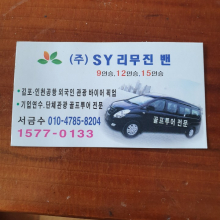 (주) SY 리무진 밴
9인승, 12인승, 15인승
• 김포·인천공항 외국인 관광 바이어 픽업
• 기업연수, 단체관광 골프투어 전문
서금수 010-4785-8204
1577-0133
골프투어 전문